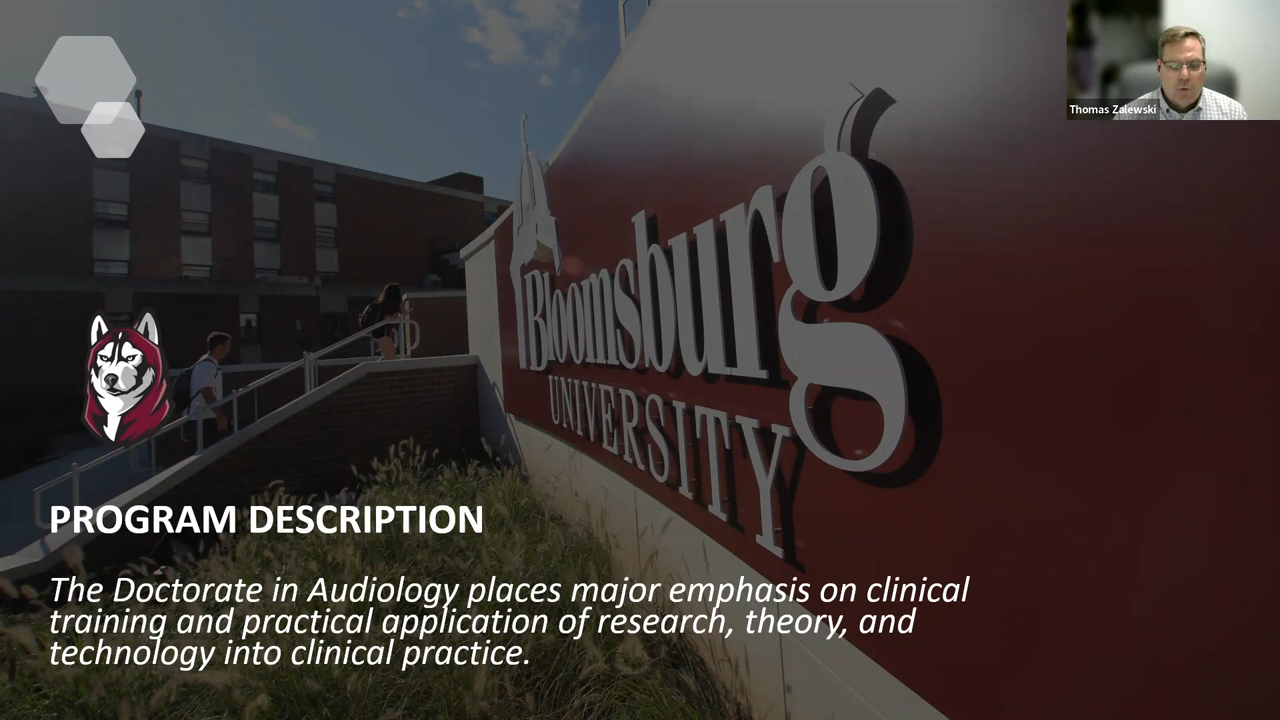 Thomas Zalewski
Bloomsburg
UNIVERSITY
PROGRAM DESCRIPTION
The Doctorate in Audiology places major emphasis on clinical
training and practical application of research, theory, and
technology into clinical practice.